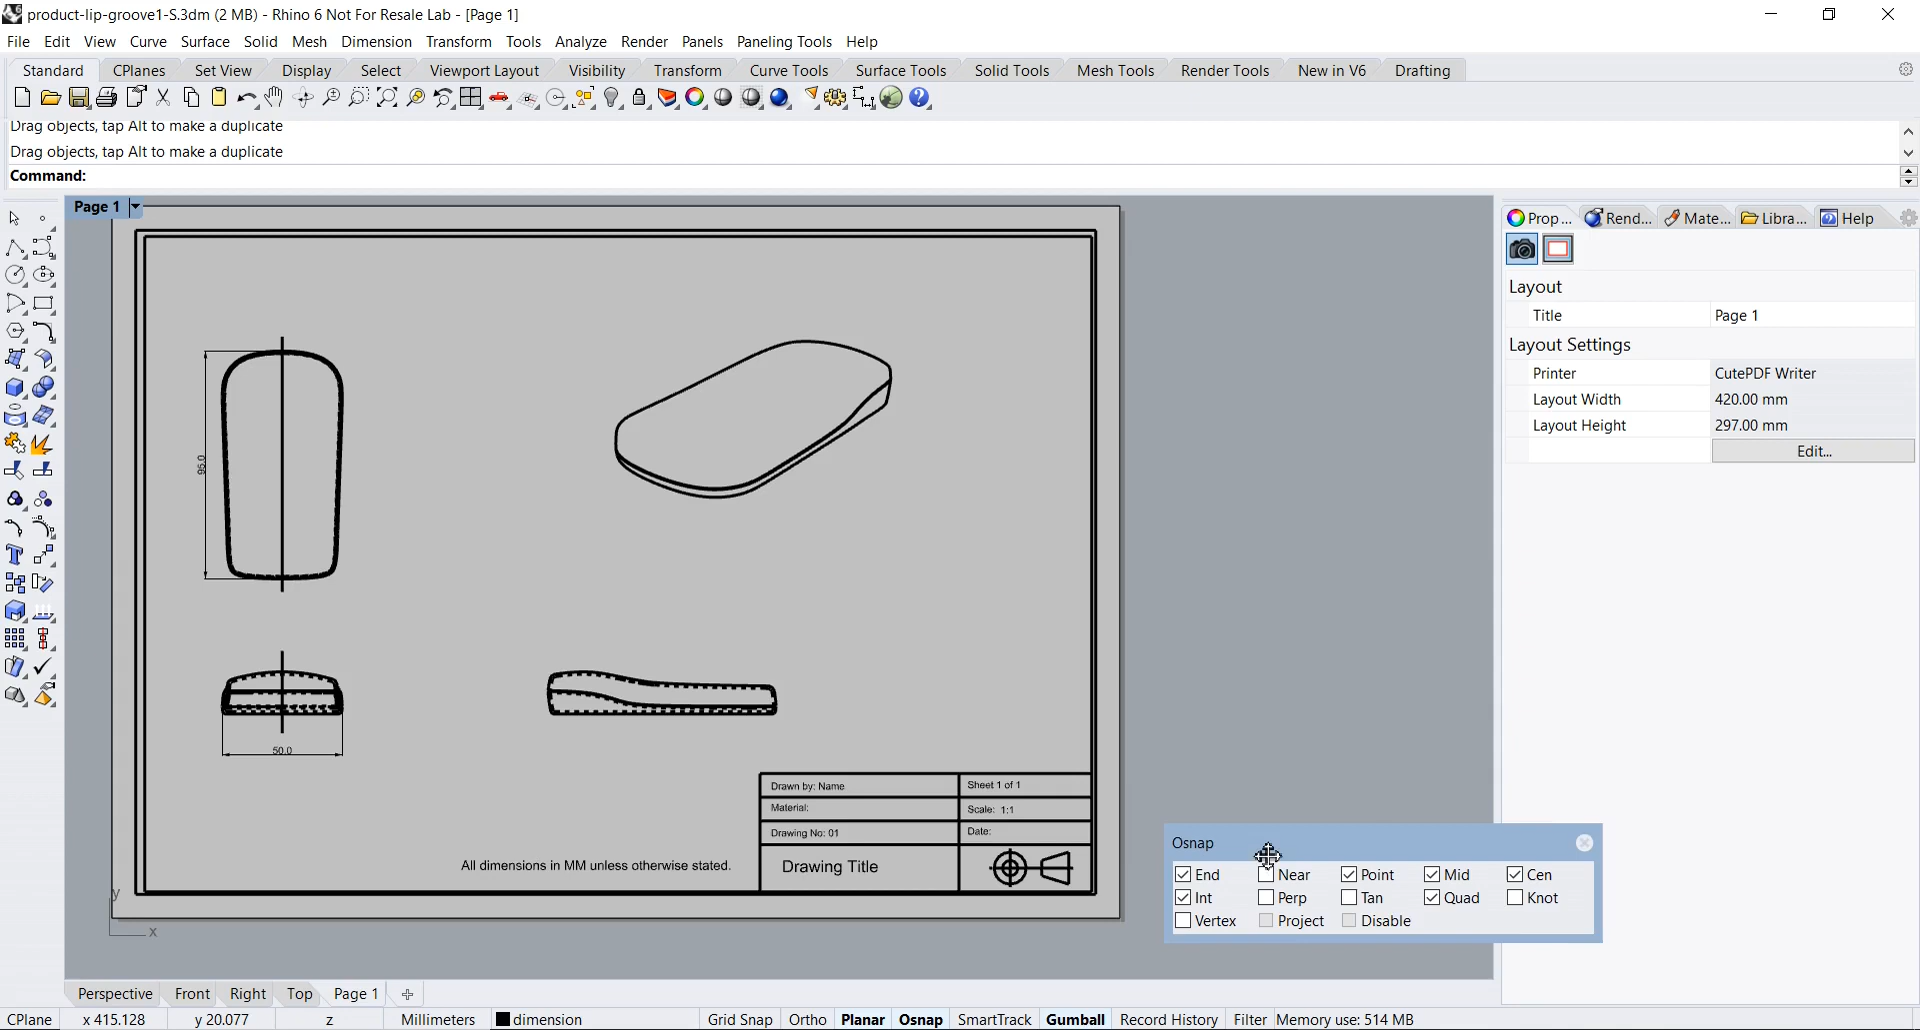 product-lip-groove1-S.3dm (2 MB) - Rhino 6 Not For Resale Lab - [Page 1]
File Edit View Curve Surface Solid Mesh Dimension Transform Tools Analyze Render Panels Paneling Tools Help
Standard CPlanes Set View Display Select Viewport Layout Visibility Transform Curve Tools Surface Tools Solid Tools Mesh Tools Render Tools New in V6 Drafting
Drag objects, tap Alt to make a duplicate
Drag objects, tap Alt to make a duplicate
Command:
Page 1
Prop ... Rend... Mate... Libra... Help
Layout
Title Page 1
Layout Settings
Printer CutePDF Writer
Layout Width 420.00 mm
Layout Height 297.00 mm
Edit...
95.0
50.0
Drawn by: Name Sheet 1 of 1
Material: Scale: 1:1
Drawing No: 01 Date:
All dimensions in MM unless otherwise stated. Drawing Title
Osnap
End Near Point Mid Cen
Int Perp Tan Quad Knot
Vertex Project Disable
y
x
Perspective Front Right Top Page 1
CPlane x 415.128 y 20.077 z Millimeters dimension Grid Snap Ortho Planar Osnap SmartTrack Gumball Record History Filter Memory use: 514 MB